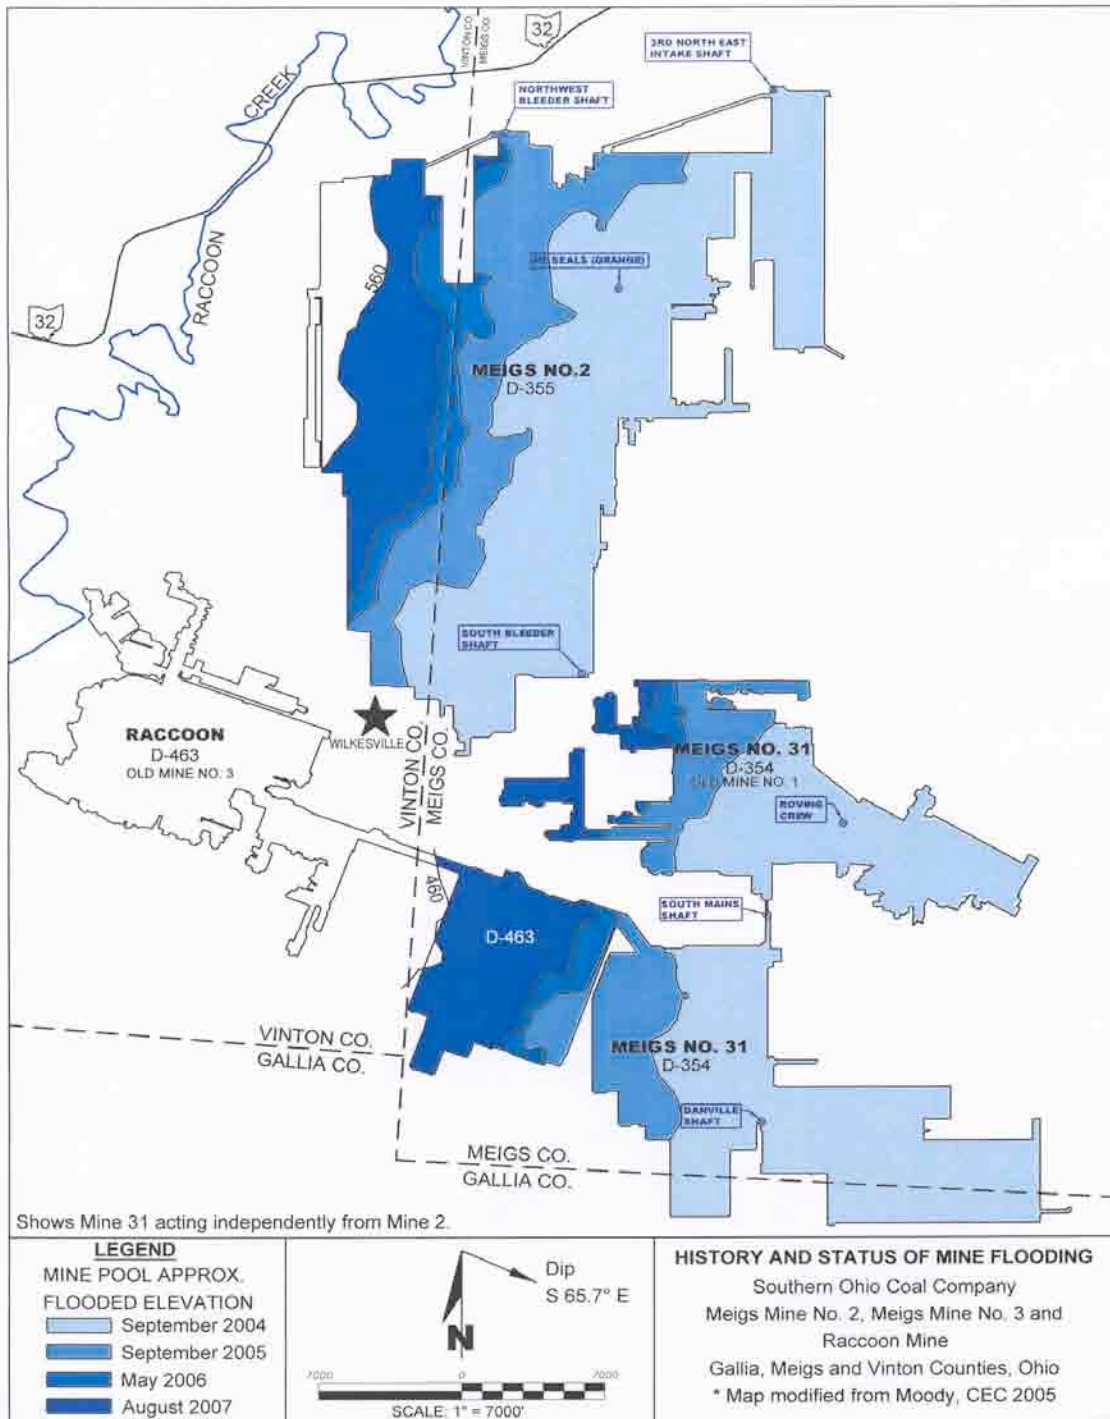 32
VINTON CO.
MEIGS CO.
3RD NORTH EAST
INTAKE SHAFT
CREEK
NORTHWEST
BLEEDER SHAFT
RACCOON
SEALS (GRANGE)
560
32
MEIGS NO.2
D-355
SOUTH BLEEDER
SHAFT
RACCOON
D-463
OLD MINE NO. 3
WILKESVILLE
VINTON CO.
MEIGS CO.
MEIGS NO. 31
D-354
OLD MINE NO. 1
ROVING
CREW
460
SOUTH MAINS
SHAFT
D-463
VINTON CO.
GALLIA CO.
MEIGS NO. 31
D-354
DANVILLE
SHAFT
MEIGS CO.
GALLIA CO.
Shows Mine 31 acting independently from Mine 2.
LEGEND
MINE POOL APPROX.
FLOODED ELEVATION
September 2004
September 2005
May 2006
August 2007
Dip
S 65.7° E
N
7000 0 7000
SCALE: 1" = 7000'
HISTORY AND STATUS OF MINE FLOODING
Southern Ohio Coal Company
Meigs Mine No. 2, Meigs Mine No. 3 and
Raccoon Mine
Gallia, Meigs and Vinton Counties, Ohio
* Map modified from Moody, CEC 2005